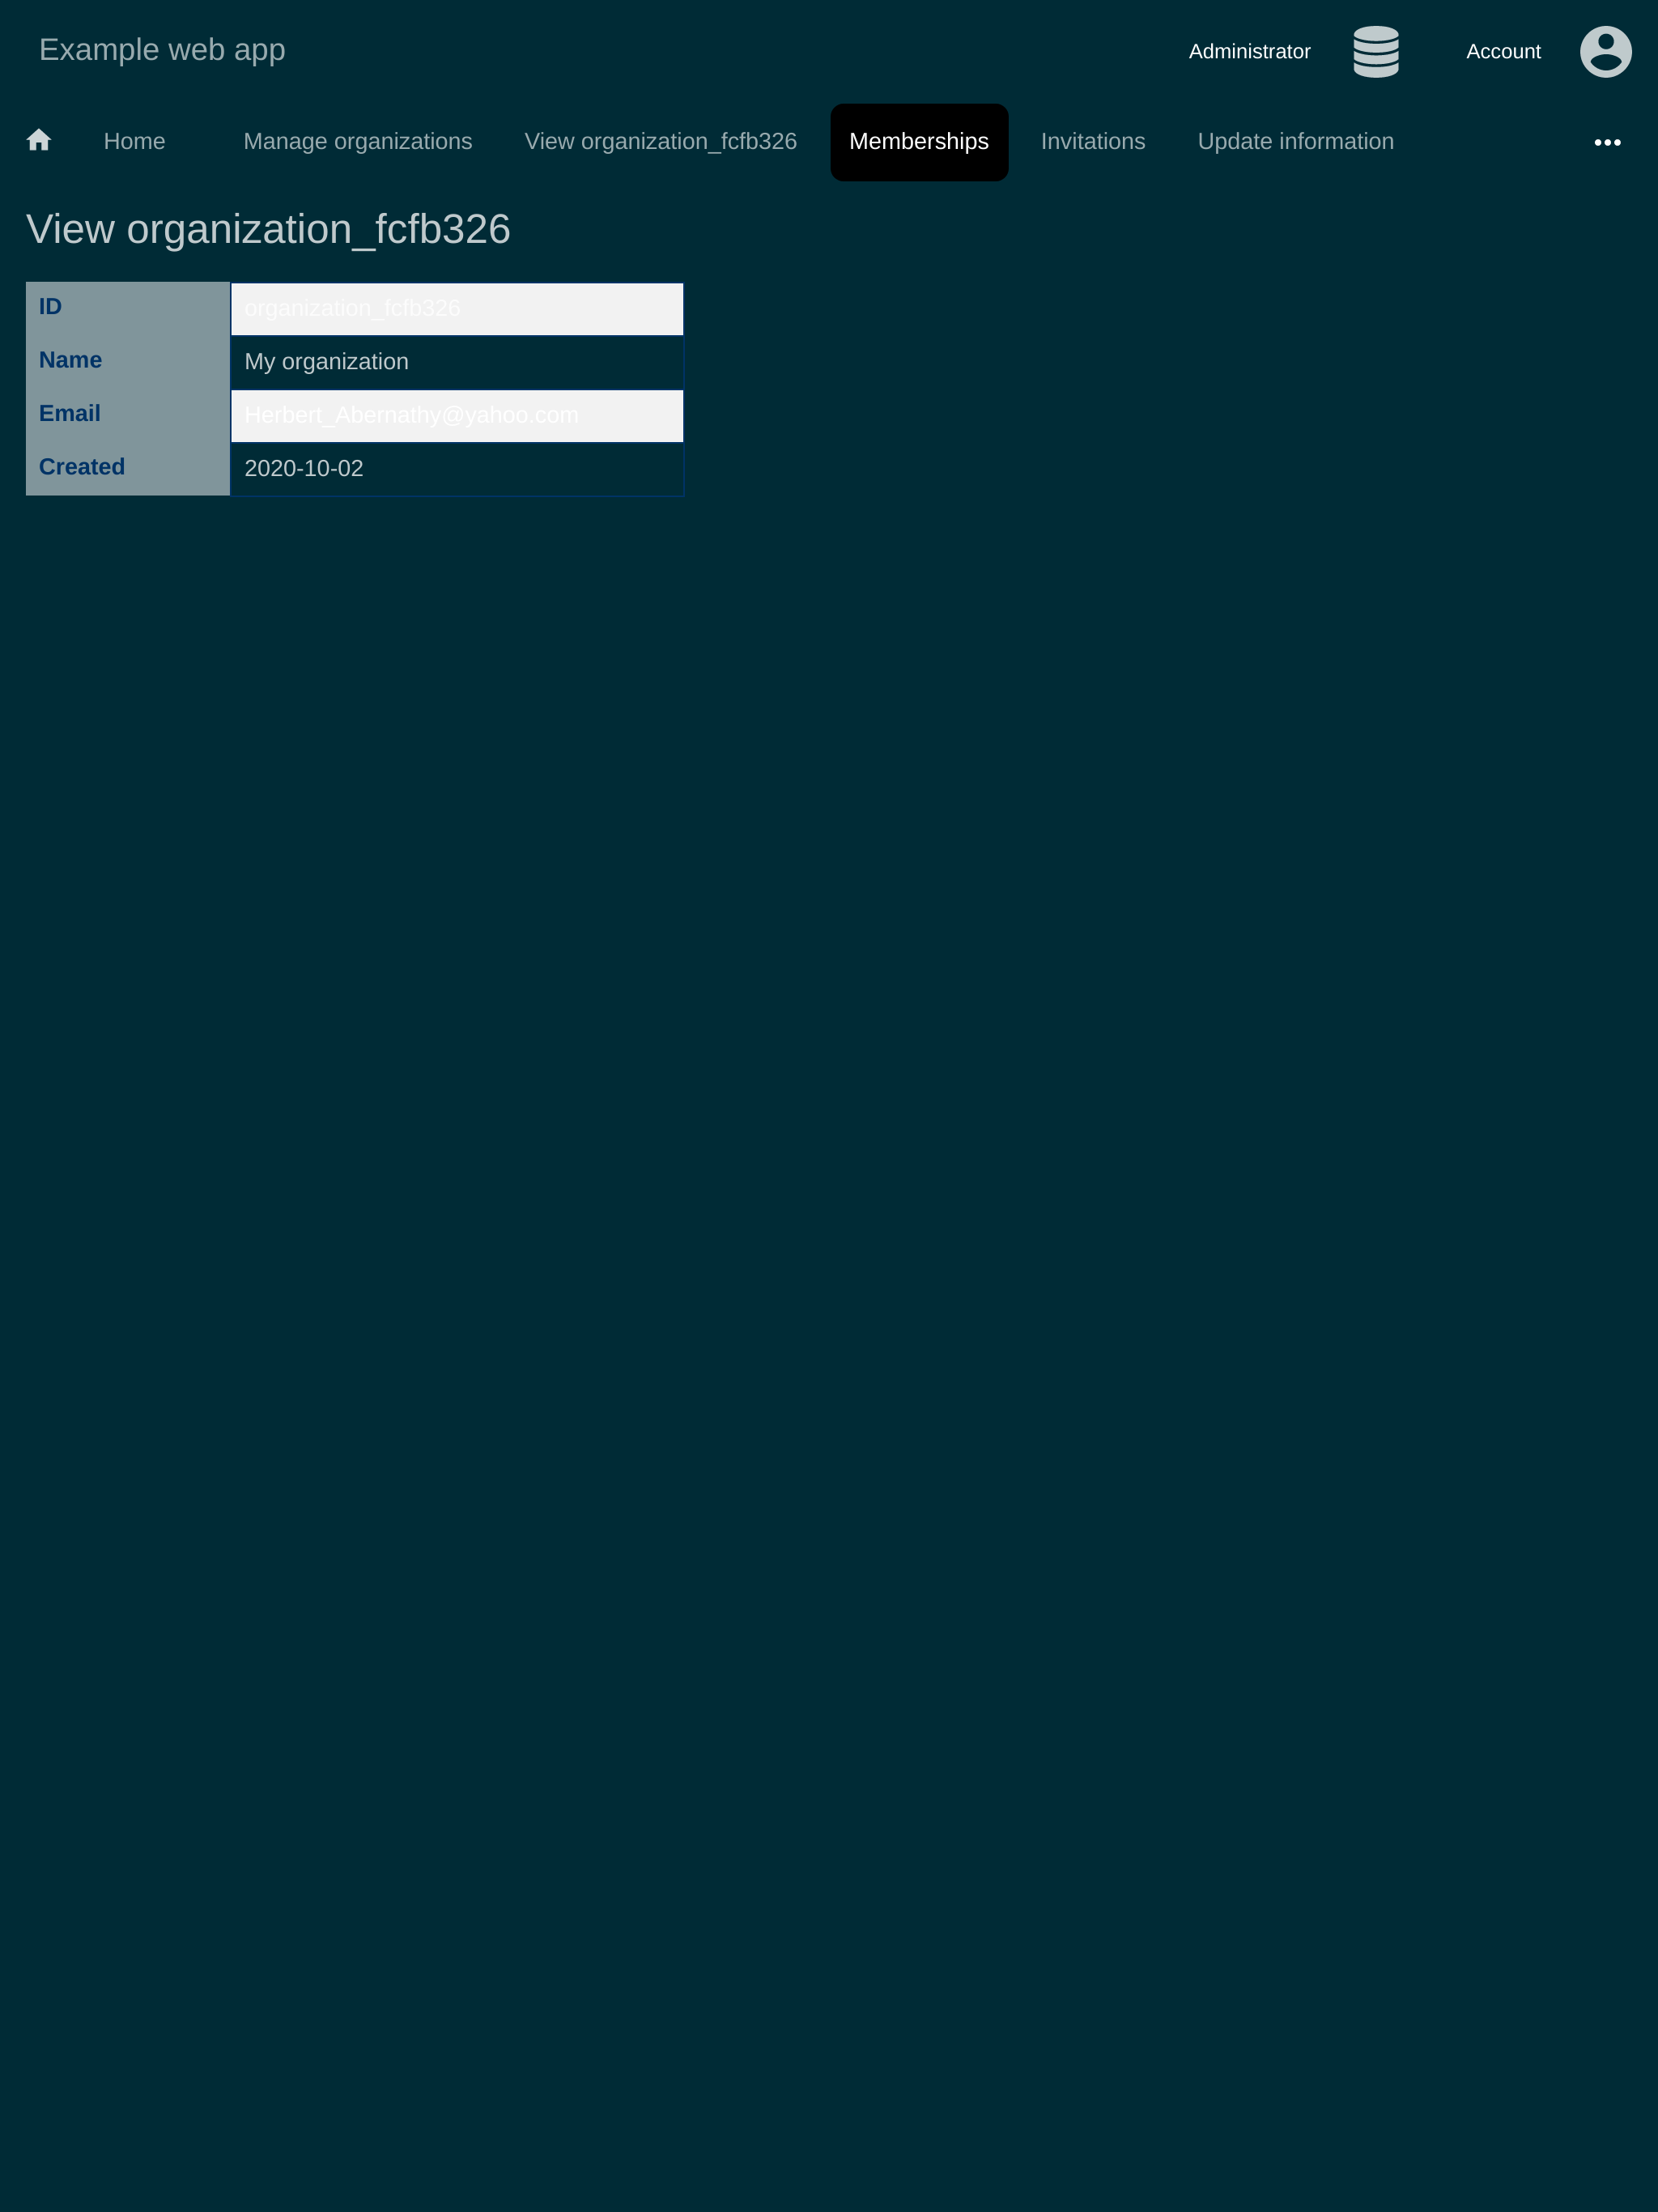 Example web app
Administrator
Account
Home
Manage organizations
View organization_fcfb326
Memberships
Invitations
Update information
View organization_fcfb326
ID organization_fcfb326
Name My organization
Email Herbert_Abernathy@yahoo.com
Created 2020-10-02